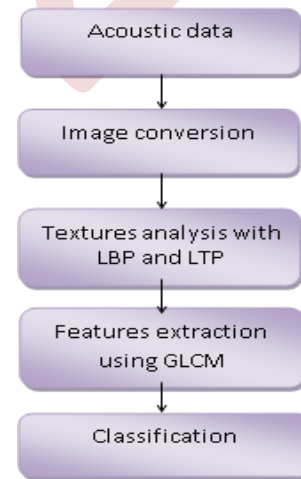 Acoustic data
Image conversion
Textures analysis with
LBP and LTP
Features extraction
using GLCM
Classification